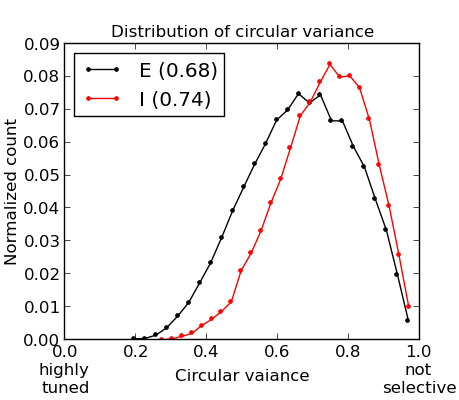 Distribution of circular variance
0.09
0.08
0.07
0.06
0.05
0.04
0.03
0.02
0.01
0.00
Normalized count
E (0.68)
I (0.74)
0.0 0.2 0.4 0.6 0.8 1.0
highly tuned
Circular vaiance
not selective